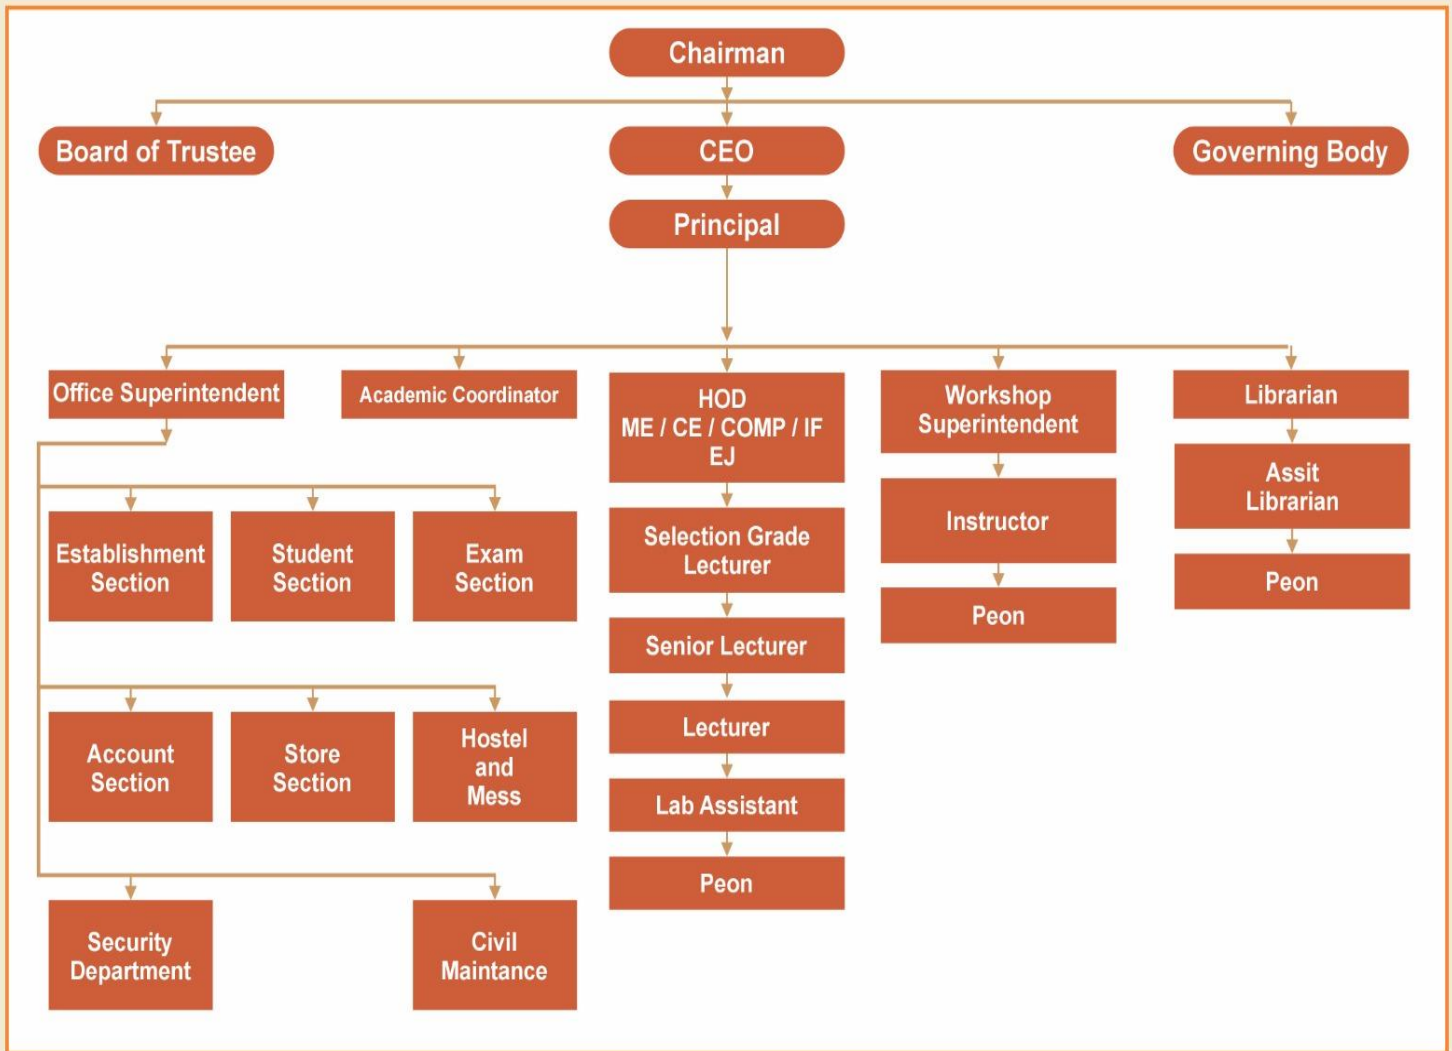 Chairman
Board of Trustee
CEO
Governing Body
Principal
Office Superintendent
Academic Coordinator
HOD
ME / CE / COMP / IF
EJ
Workshop
Superintendent
Librarian
Assit
Librarian
Instructor
Peon
Peon
Selection Grade
Lecturer
Senior Lecturer
Lecturer
Lab Assistant
Peon
Establishment
Section
Student
Section
Exam
Section
Account
Section
Store
Section
Hostel
and
Mess
Security
Department
Civil
Maintance